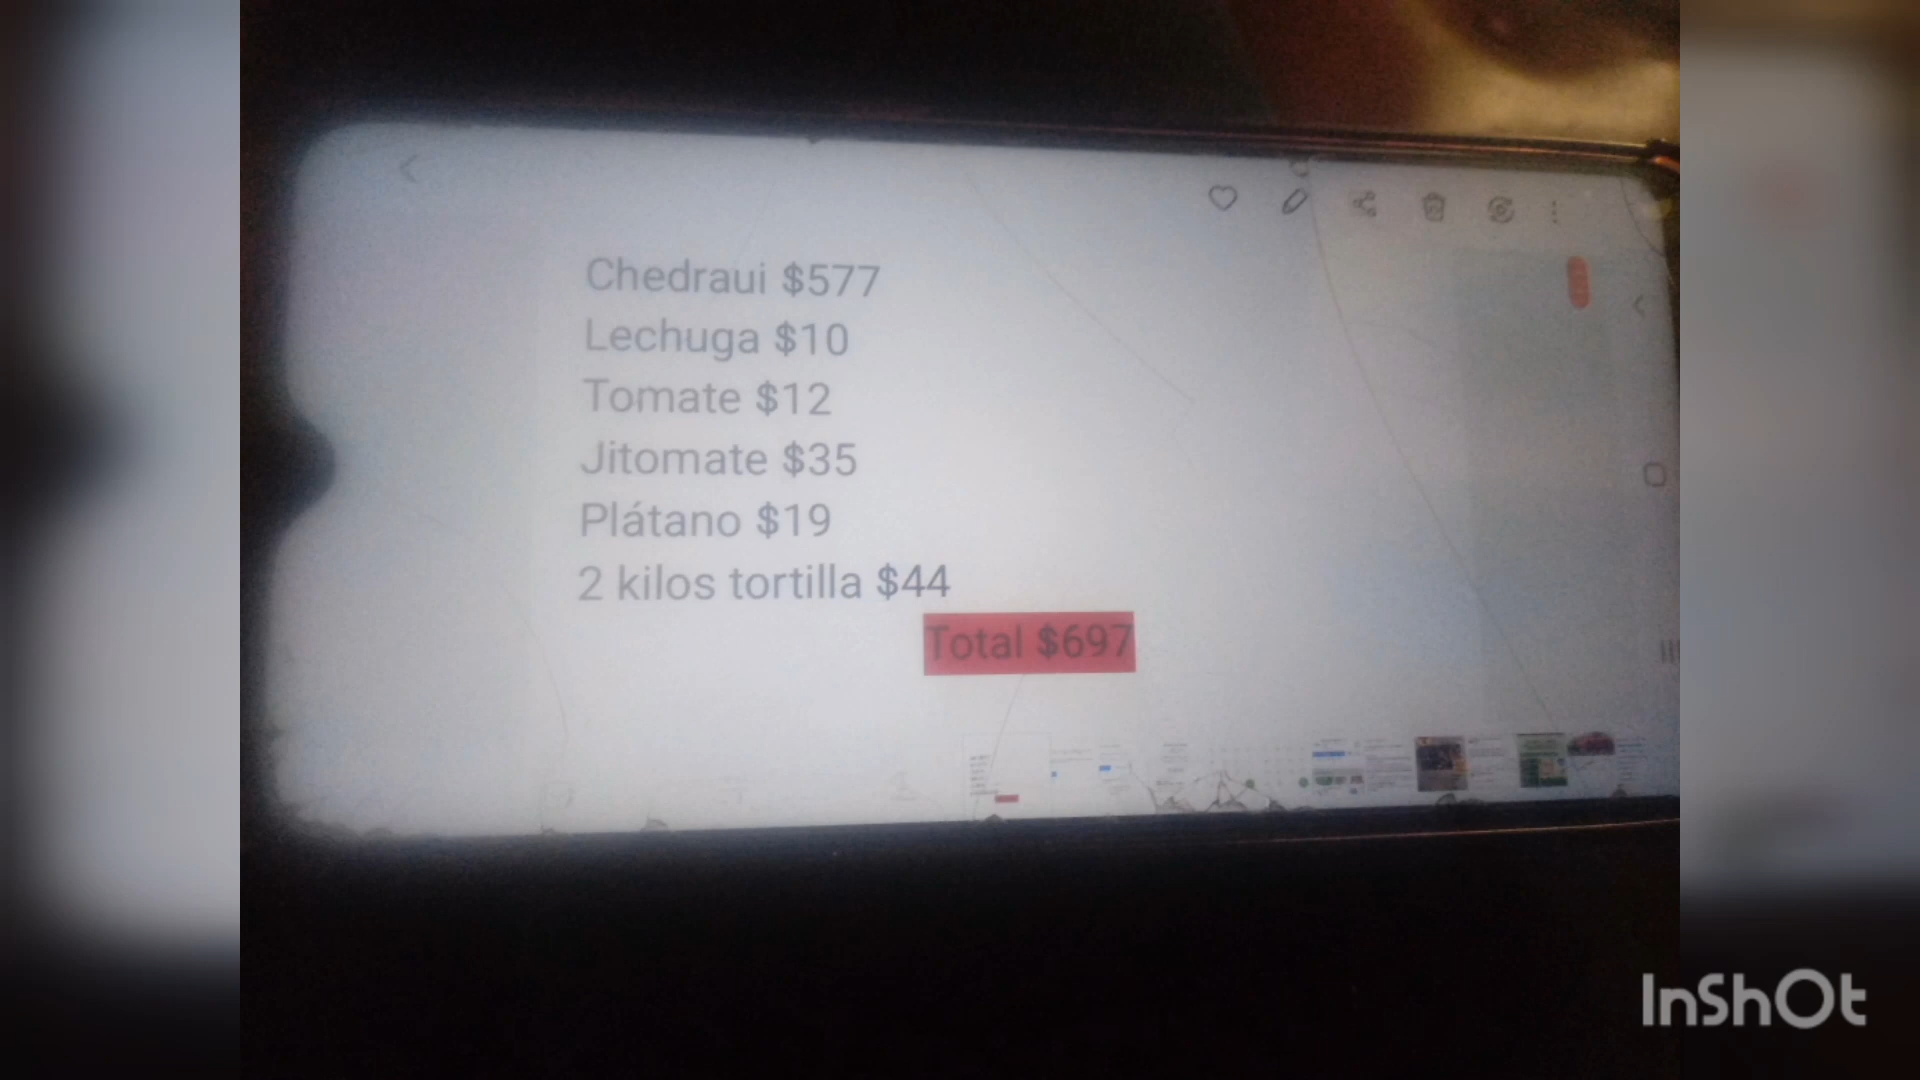 Chedraui $577
Lechuga $10
Tomate $12
Jitomate $35
Plátano $19
2 kilos tortilla $44
Total $697
InShOt